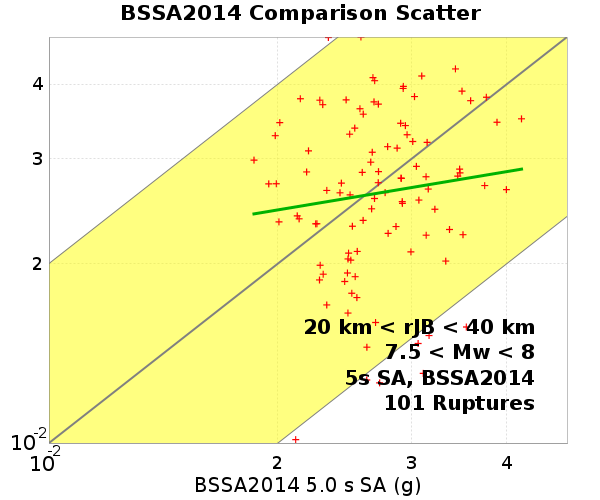 BSSA2014 Comparison Scatter
4
3
2
10⁻²
20 km < rJB < 40 km
7.5 < Mw < 8
5s SA, BSSA2014
101 Ruptures
10⁻² 2 3 4
BSSA2014 5.0 s SA (g)